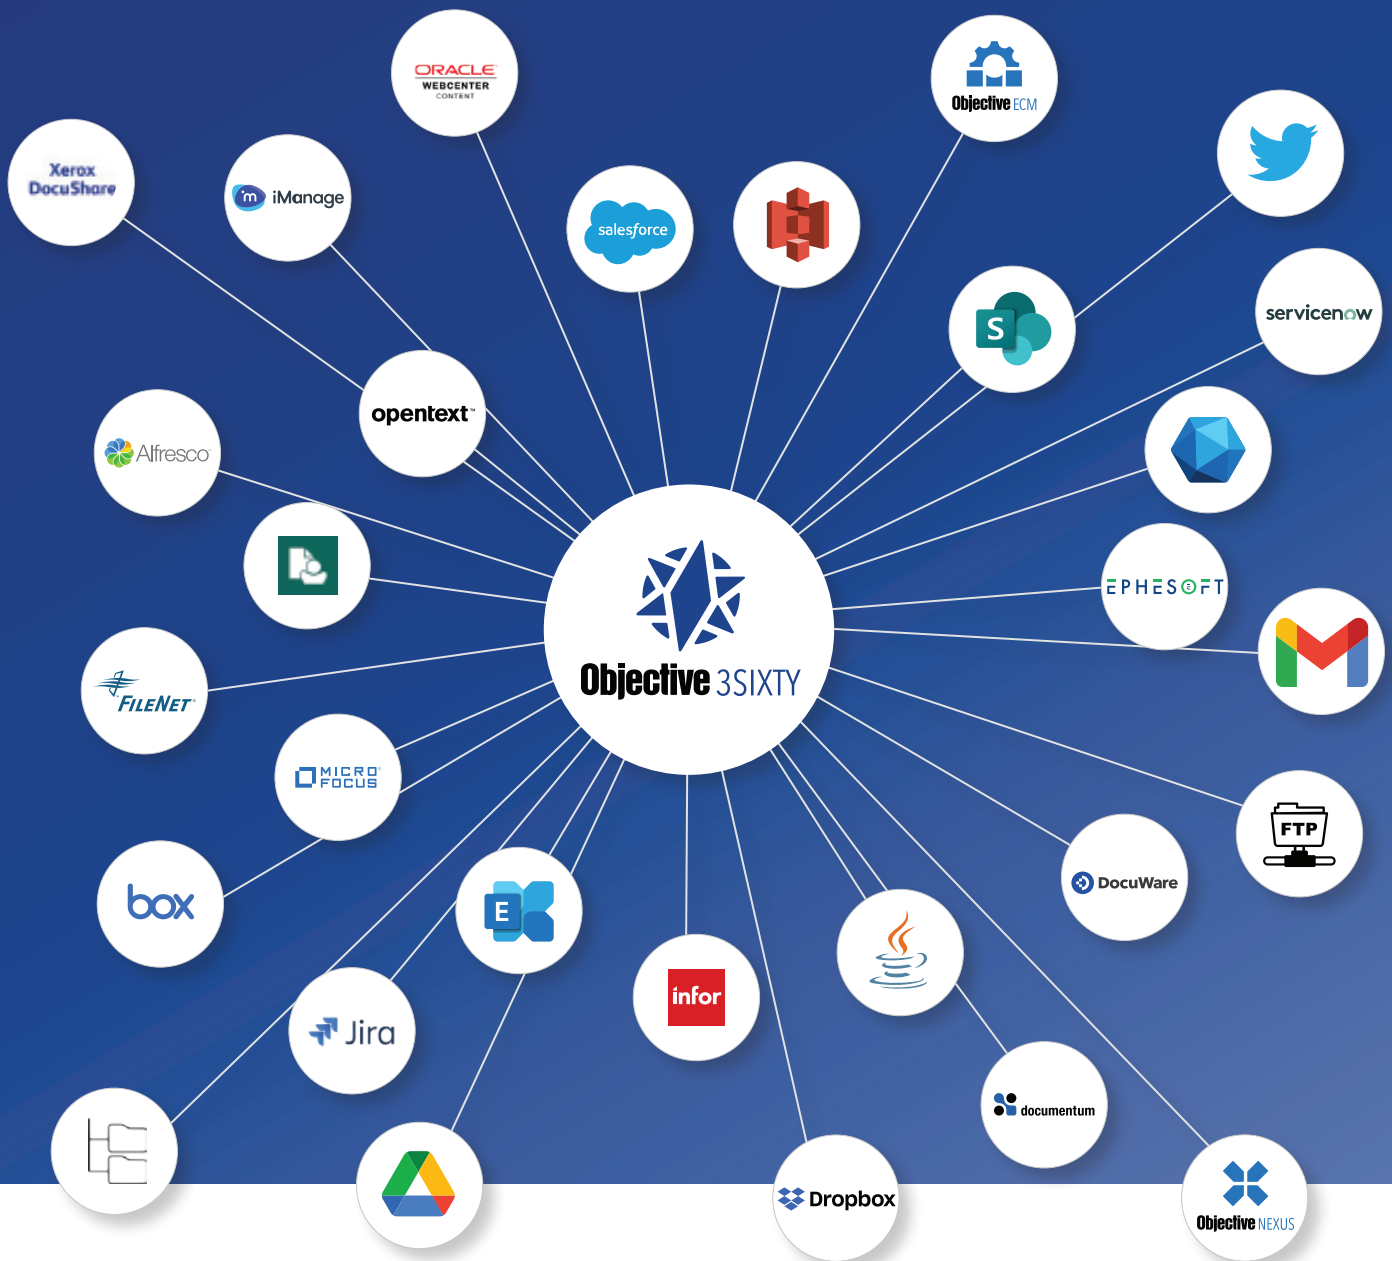 ORACLE
WEBCENTER
CONTENT
Objective ECM
Xerox
DocuShare
iManage
salesforce
S
servicenow
opentext™
Alfresco
EPHESOFT
E
Objective 3SIXTY
FILENET
MICRO
FOCUS
FTP
DocuWare
box
E
infor
Jira
documentum
Dropbox
Objective NEXUS